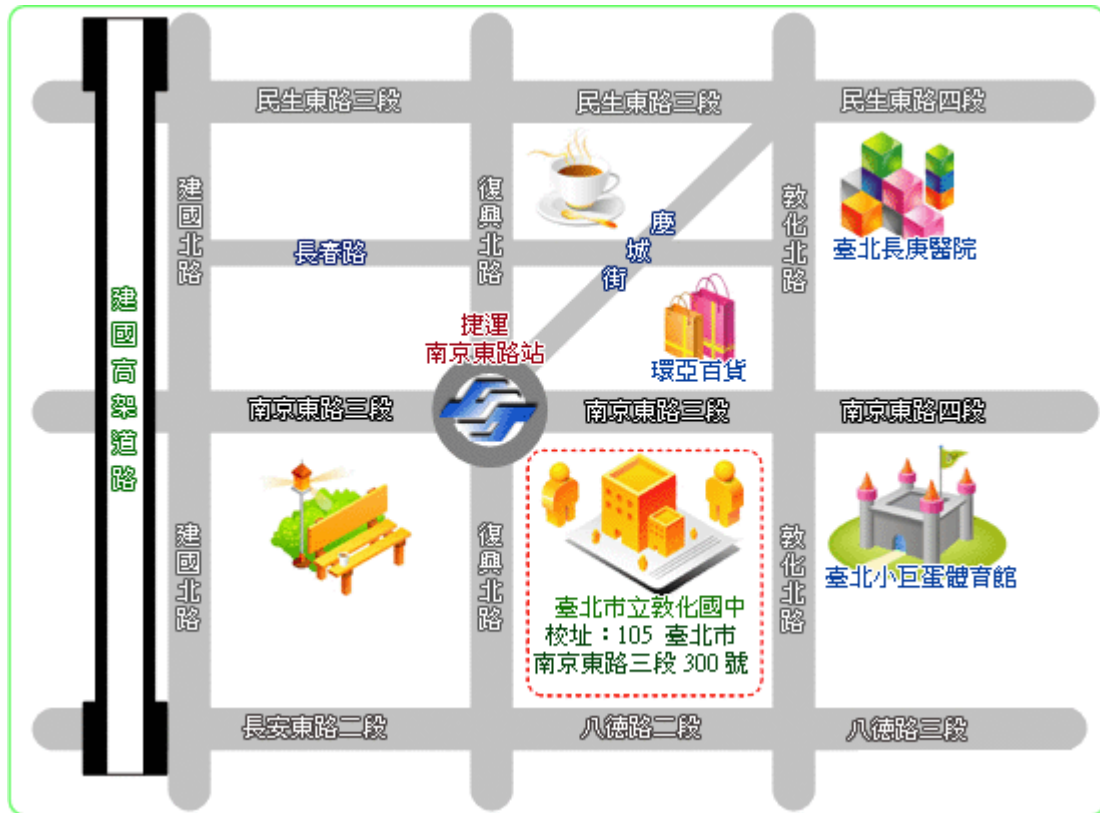 民生東路三段
民生東路三段
民生東路四段
建國北路
復興北路
敦化北路
慶城街
臺北長庚醫院
長春路
建國高架道路
捷運
南京東路站
環亞百貨
南京東路三段
南京東路三段
南京東路四段
建國北路
復興北路
敦化北路
臺北小巨蛋體育館
臺北市立敦化國中
校址：105 臺北市
南京東路三段 300 號
長安東路二段
八德路二段
八德路三段